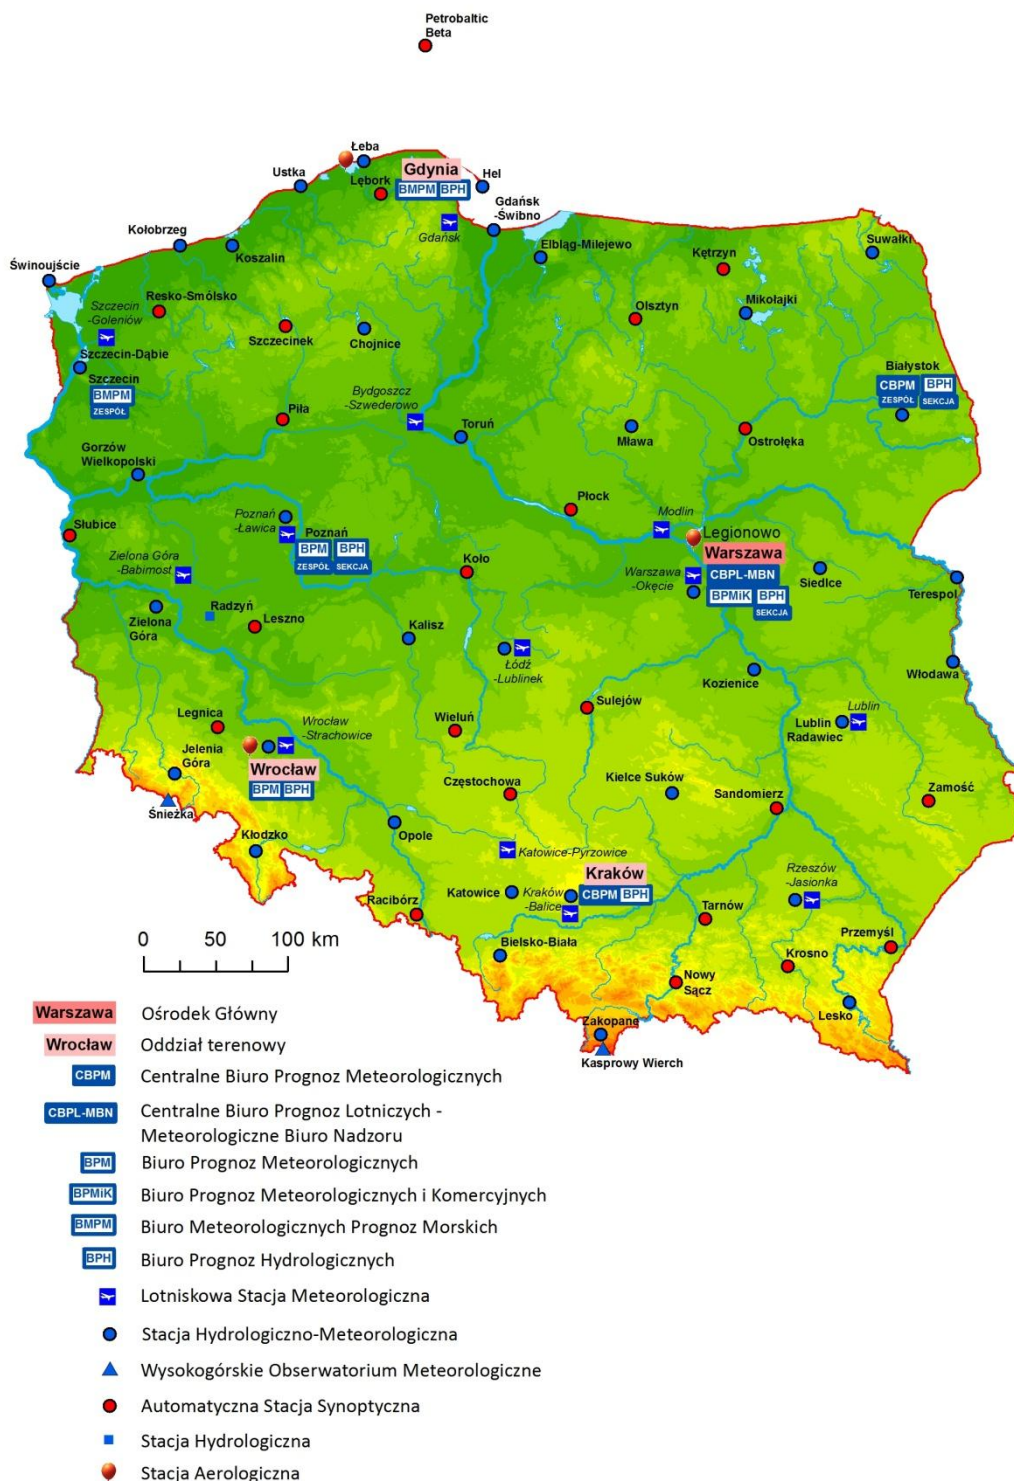 Petrobaltic
Beta
Łeba
Gdynia
Ustka
Lębork
BMPM BPH
Hel
Gdańsk
-Świbno
Gdańsk
Kołobrzeg
Koszalin
Elbląg-Milejewo
Kętrzyn
Suwałki
Świnoujście
Szczecin
-Goleniów
Resko-Smólsko
Szczecinek
Chojnice
Olsztyn
Mikołajki
Szczecin-Dąbie
Szczecin
BMPM
ZESPÓŁ
Białystok
CBPM BPH
ZESPÓŁ SEKCJA
Bydgoszcz
-Szwederowo
Piła
Toruń
Mława
Ostrołęka
Gorzów
Wielkopolski
Płock
Modlin
Słubice
Poznań
-Ławica
Poznań
BPM BPH
ZESPÓŁ SEKCJA
Legionowo
Warszawa
CBPL-MBN
BPMiK BPH
SEKCJA
Warszawa
-Okęcie
Zielona Góra
-Babimost
Koło
Siedlce
Terespol
Zielona
Góra
Radzyń
Leszno
Kalisz
Łódź
-Lublinek
Kozienice
Włodawa
Legnica
Wrocław
-Strachowice
Wieluń
Sulejów
Lublin
Lublin
Radawiec
Jelenia
Góra
Wrocław
BPM BPH
Częstochowa
Kielce Suków
Sandomierz
Zamość
Śnieżka
Kłodzko
Opole
Katowice-Pyrzowice
Kraków
CBPM BPH
Katowice
Kraków
-Balice
Rzeszów
-Jasionka
Racibórz
Tarnów
Przemyśl
Bielsko-Biała
Krosno
Nowy
Sącz
Lesko
Zakopane
Kasprowy Wierch
0 50 100 km
Warszawa Ośrodek Główny
Wrocław Oddział terenowy
CBPM Centralne Biuro Prognoz Meteorologicznych
CBPL-MBN Centralne Biuro Prognoz Lotniczych -
Meteorologiczne Biuro Nadzoru
BPM Biuro Prognoz Meteorologicznych
BPMiK Biuro Prognoz Meteorologicznych i Komercyjnych
BMPM Biuro Meteorologicznych Prognoz Morskich
BPH Biuro Prognoz Hydrologicznych
Lotniskowa Stacja Meteorologiczna
Stacja Hydrologiczno-Meteorologiczna
Wysokogórskie Obserwatorium Meteorologiczne
Automatyczna Stacja Synoptyczna
Stacja Hydrologiczna
Stacja Aerologiczna